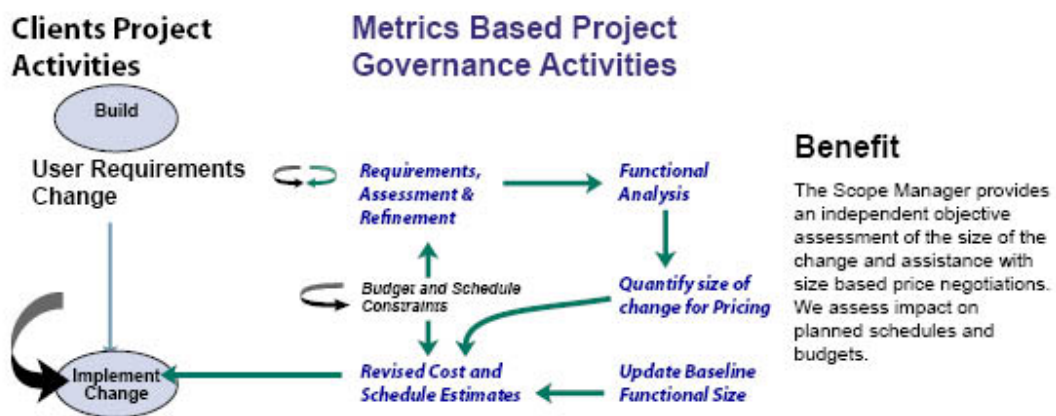 Clients Project
Activities
Metrics Based Project
Governance Activities
Build
User Requirements
Change
Requirements,
Assessment &
Refinement
Functional
Analysis
Budget and Schedule
Constraints
Quantify size of
change for Pricing
Implement
Change
Revised Cost and
Schedule Estimates
Update Baseline
Functional Size
Benefit
The Scope Manager provides
an independent objective
assessment of the size of the
change and assistance with
size based price negotiations.
We assess impact on
planned schedules and
budgets.